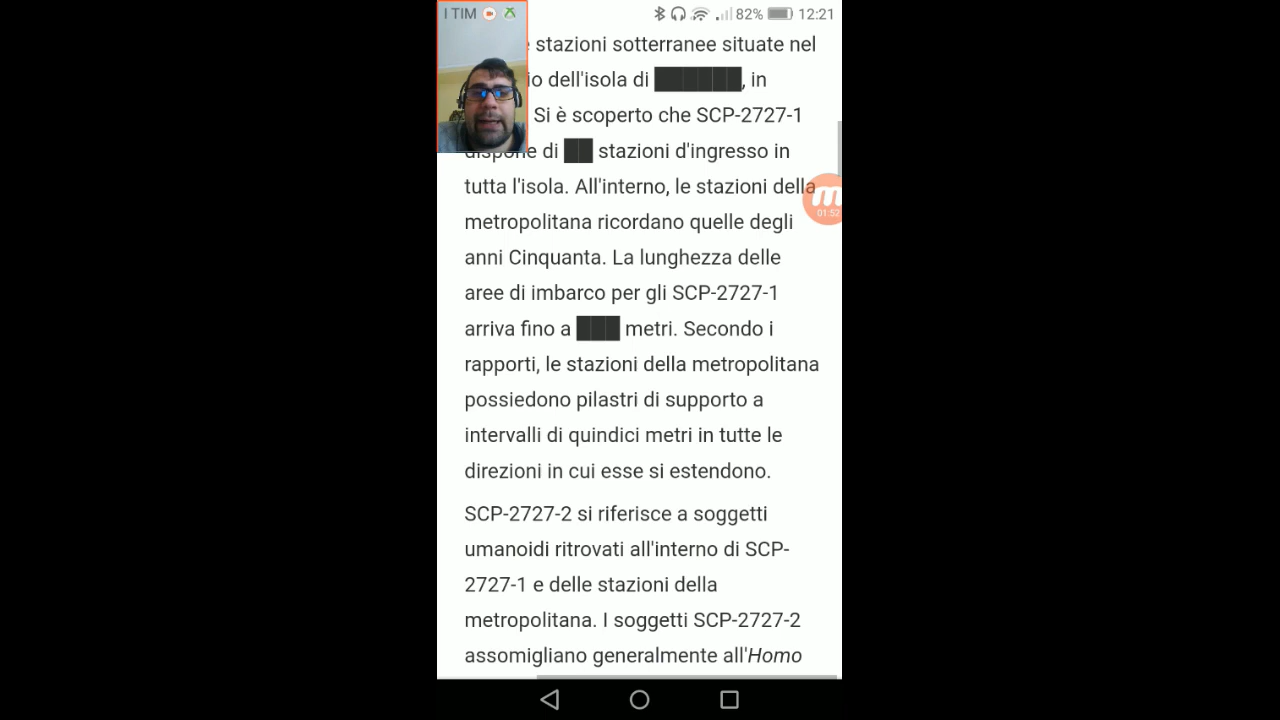 I TIM 82% 12:21
stazioni sotterranee situate nel
dell'isola di ██████, in
Si è scoperto che SCP-2727-1
dispone di ██ stazioni d'ingresso in
tutta l'isola. All'interno, le stazioni della
01:52
metropolitana ricordano quelle degli
anni Cinquanta. La lunghezza delle
aree di imbarco per gli SCP-2727-1
arriva fino a ███ metri. Secondo i
rapporti, le stazioni della metropolitana
possiedono pilastri di supporto a
intervalli di quindici metri in tutte le
direzioni in cui esse si estendono.
SCP-2727-2 si riferisce a soggetti
umanoidi ritrovati all'interno di SCP-
2727-1 e delle stazioni della
metropolitana. I soggetti SCP-2727-2
assomigliano generalmente all'Homo